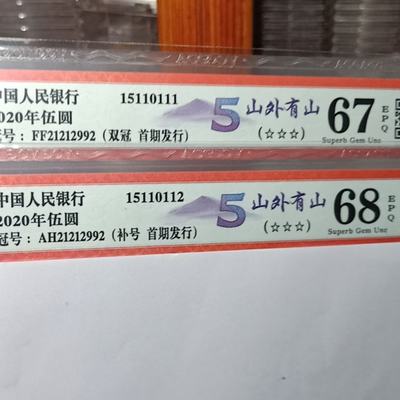 中国人民银行 15110111
2020年伍圆
冠号: FF21212992 (双冠 首期发行)
5 山外有山
(☆☆☆)
67 EPQ
Superb Gem Unc
中国人民银行 15110112
2020年伍圆
冠号: AH21212992 (补号 首期发行)
5 山外有山
(☆☆☆)
68 EPQ
Superb Gem Unc